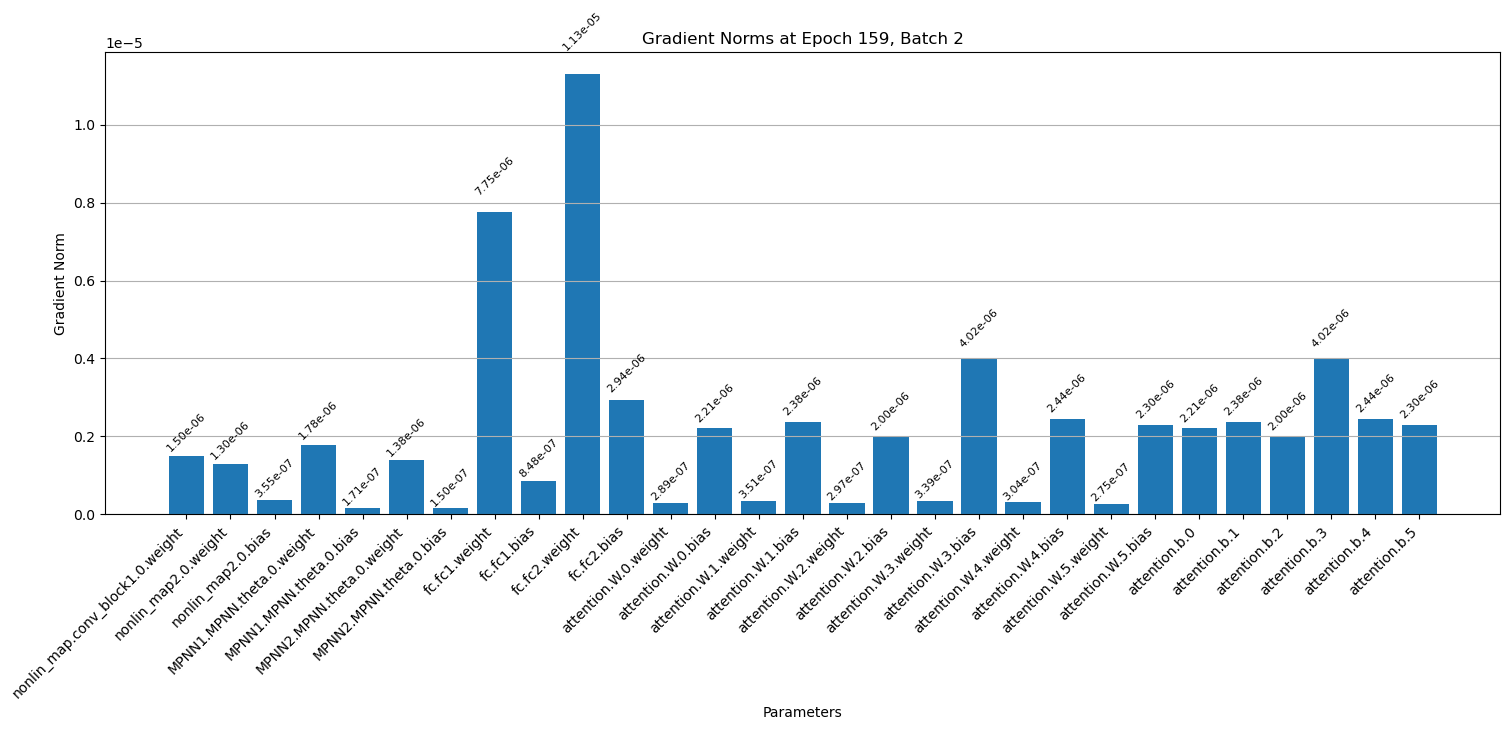 Gradient Norms at Epoch 159, Batch 2
1e−5
Gradient Norm
1.0
0.8
0.6
0.4
0.2
0.0
1.50e-06
1.30e-06
3.55e-07
1.78e-06
1.71e-07
1.38e-06
1.50e-07
7.75e-06
8.48e-07
1.13e-05
2.94e-06
2.89e-07
2.21e-06
3.51e-07
2.38e-06
2.97e-07
2.00e-06
3.39e-07
4.02e-06
3.04e-07
2.44e-06
2.75e-07
2.30e-06
2.21e-06
2.38e-06
2.00e-06
4.02e-06
2.44e-06
2.30e-06
nonlin_map.conv_block1.0.weight
nonlin_map2.0.weight
nonlin_map2.0.bias
MPNN1.MPNN.theta.0.weight
MPNN1.MPNN.theta.0.bias
MPNN2.MPNN.theta.0.weight
MPNN2.MPNN.theta.0.bias
fc.fc1.weight
fc.fc1.bias
fc.fc2.weight
fc.fc2.bias
attention.W.0.weight
attention.W.0.bias
attention.W.1.weight
attention.W.1.bias
attention.W.2.weight
attention.W.2.bias
attention.W.3.weight
attention.W.3.bias
attention.W.4.weight
attention.W.4.bias
attention.W.5.weight
attention.W.5.bias
attention.b.0
attention.b.1
attention.b.2
attention.b.3
attention.b.4
attention.b.5
Parameters